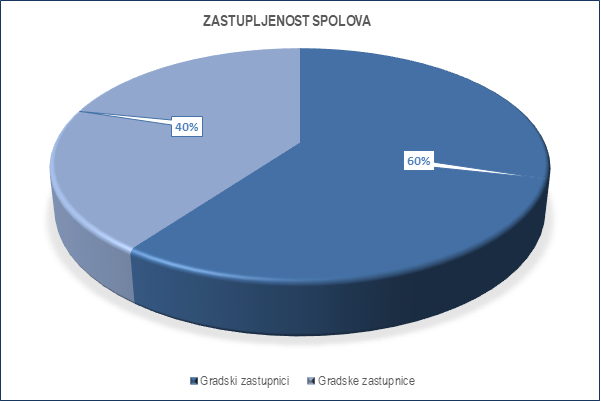 ZASTUPLJENOST SPOLOVA
40%
60%
Gradski zastupnici Gradske zastupnice